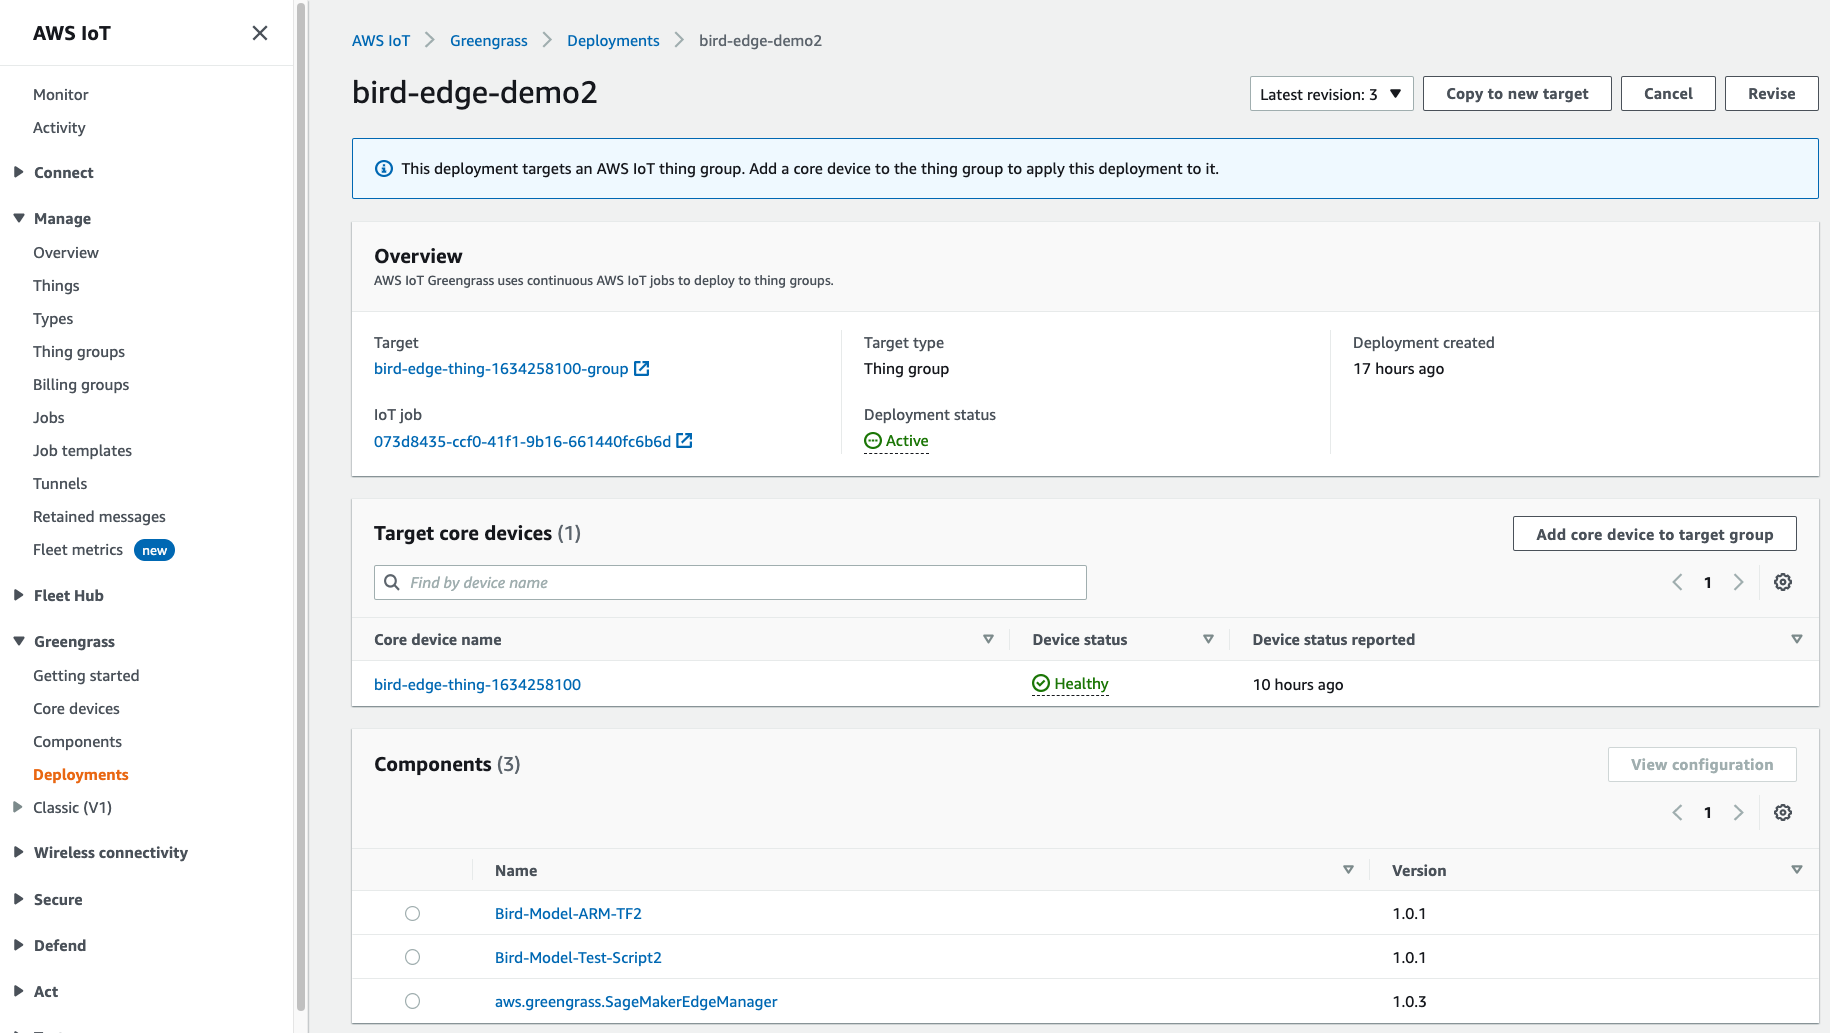 AWS IoT
Monitor
Activity
Connect
Manage
Overview
Things
Types
Thing groups
Billing groups
Jobs
Job templates
Tunnels
Retained messages
Fleet metrics new
Fleet Hub
Greengrass
Getting started
Core devices
Components
Deployments
Classic (V1)
Wireless connectivity
Secure
Defend
Act
AWS IoT Greengrass Deployments bird-edge-demo2
bird-edge-demo2
Latest revision: 3 Copy to new target Cancel Revise
This deployment targets an AWS IoT thing group. Add a core device to the thing group to apply this deployment to it.
Overview
AWS IoT Greengrass uses continuous AWS IoT jobs to deploy to thing groups.
Target
bird-edge-thing-1634258100-group
IoT job
073d8435-ccf0-41f1-9b16-661440fc6b6d
Target type
Thing group
Deployment status
Active
Deployment created
17 hours ago
Target core devices (1)
Add core device to target group
Find by device name
1
Core device name Device status Device status reported
bird-edge-thing-1634258100 Healthy 10 hours ago
Components (3)
View configuration
1
Name Version
Bird-Model-ARM-TF2 1.0.1
Bird-Model-Test-Script2 1.0.1
aws.greengrass.SageMakerEdgeManager 1.0.3